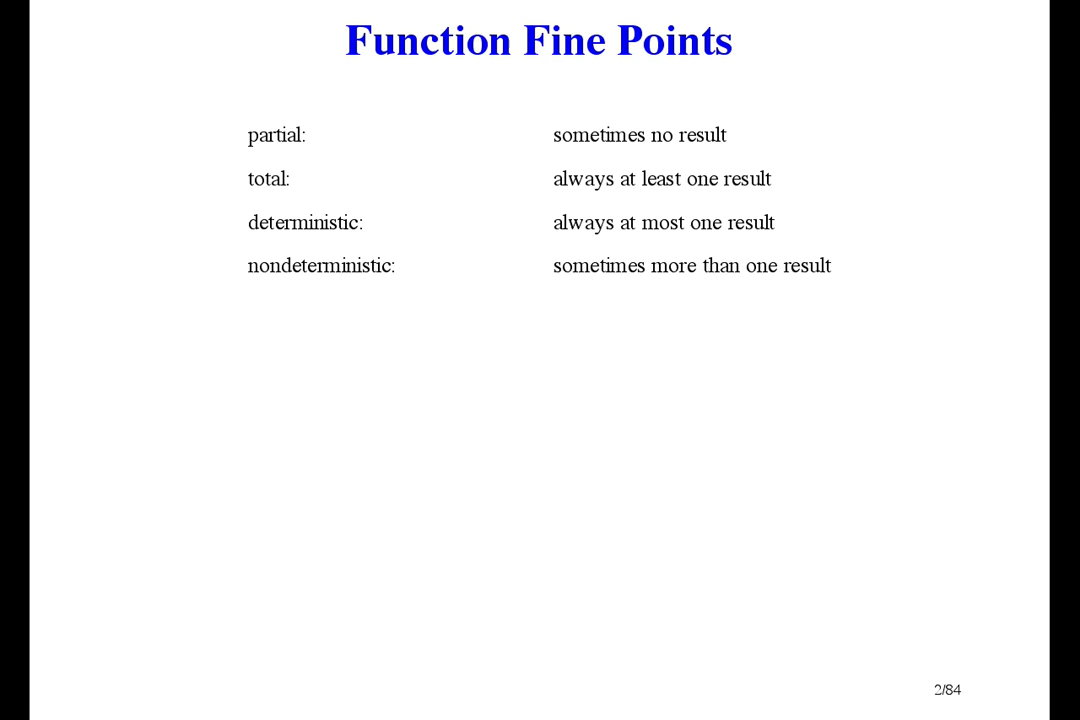 Function Fine Points
partial: sometimes no result
total: always at least one result
deterministic: always at most one result
nondeterministic: sometimes more than one result
2/84